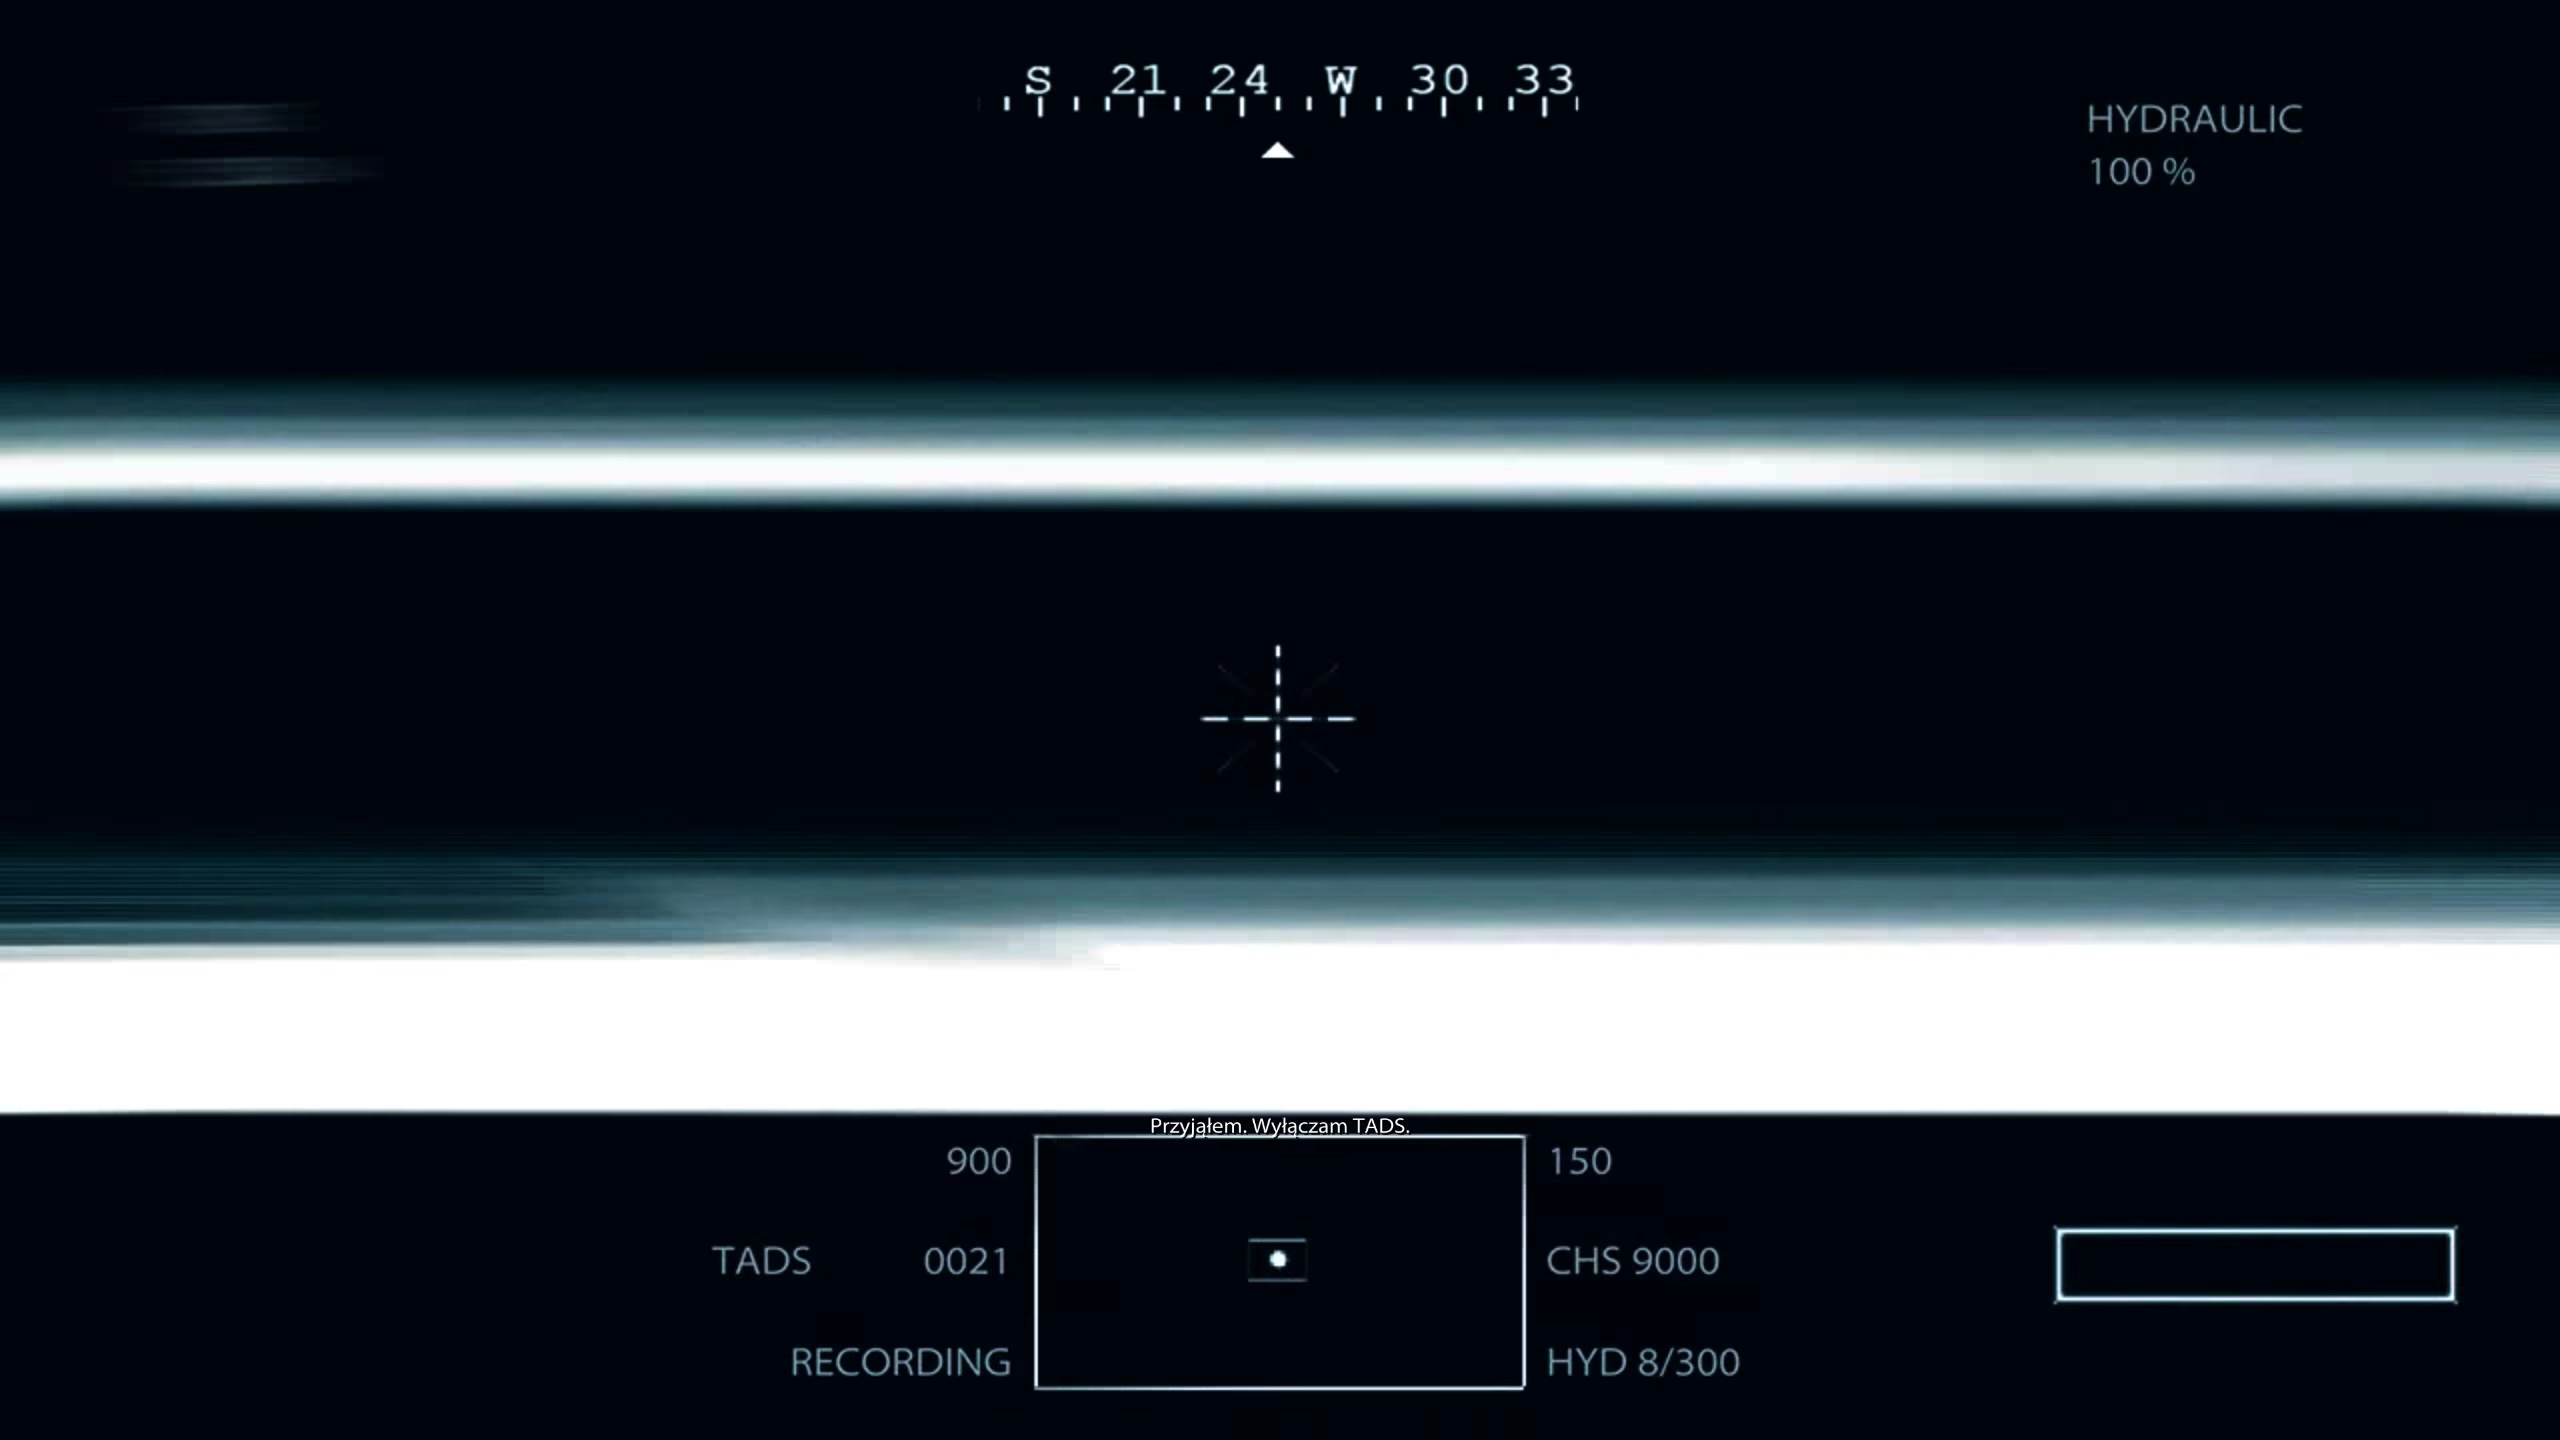 S 21 24 W 30 33
HYDRAULIC
100 %
Przyjąłem. Wyłączam TADS.
900
150
TADS 0021
CHS 9000
RECORDING
HYD 8/300